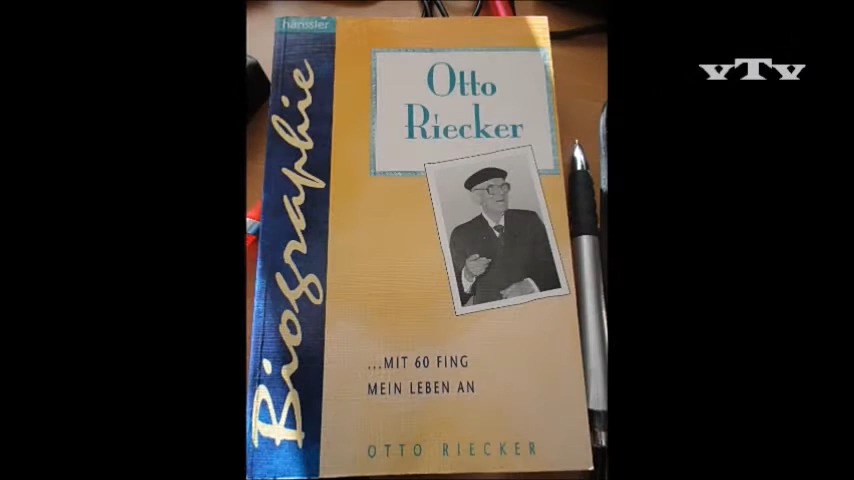 hänssler
Biographie
Otto
Riecker
...MIT 60 FING
MEIN LEBEN AN
OTTO RIECKER
vTv